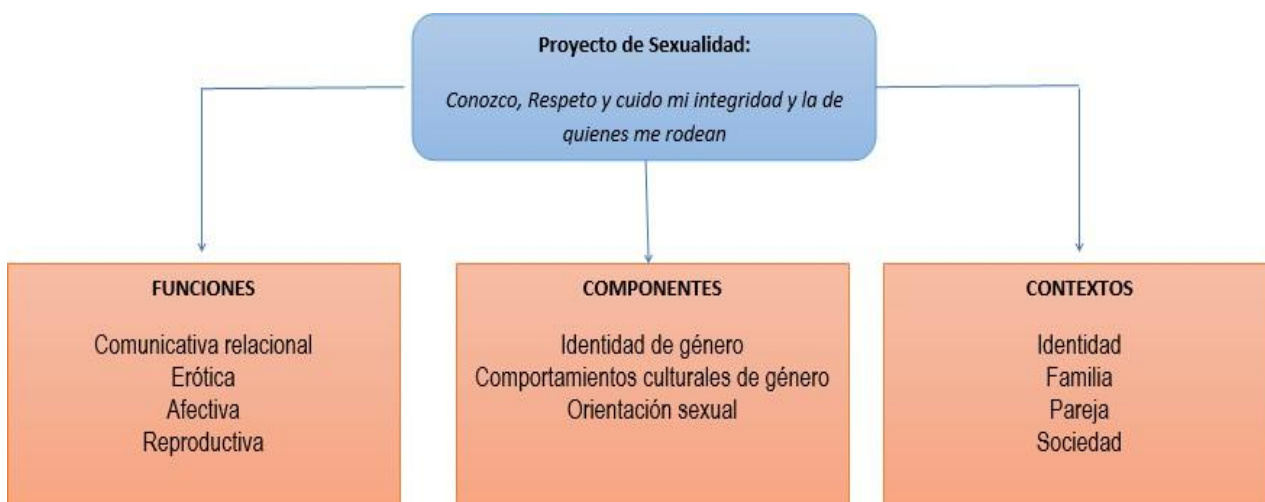 Proyecto de Sexualidad:
Conozco, Respeto y cuido mi integridad y la de
quienes me rodean
FUNCIONES
Comunicativa relacional
Erótica
Afectiva
Reproductiva
COMPONENTES
Identidad de género
Comportamientos culturales de género
Orientación sexual
CONTEXTOS
Identidad
Familia
Pareja
Sociedad